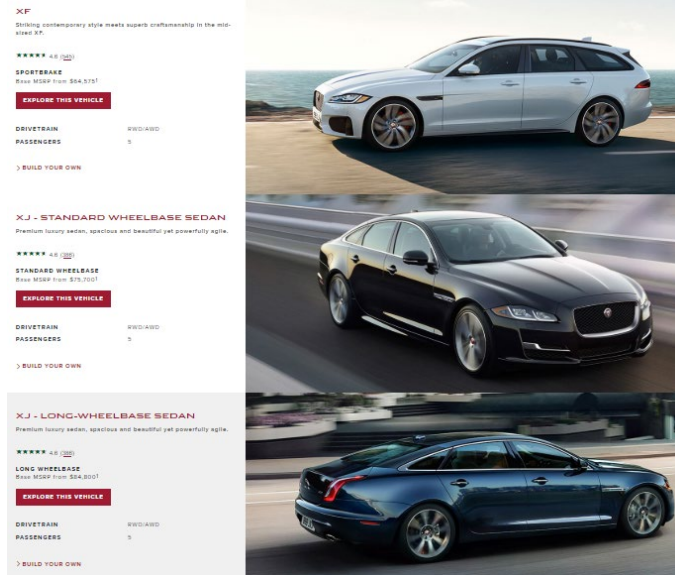 XF
Striking contemporary style meets superb craftsmanship in the mid-
sized XF.
★★★★★ 4.6 (545)
SPORTBRAKE
Base MSRP from $64,575†
EXPLORE THIS VEHICLE
DRIVETRAIN RWD/AWD
PASSENGERS 5
> BUILD YOUR OWN
XJ - STANDARD WHEELBASE SEDAN
Premium luxury sedan, spacious and beautiful yet powerfully agile.
★★★★★ 4.6 (388)
STANDARD WHEELBASE
Base MSRP from $75,700†
EXPLORE THIS VEHICLE
DRIVETRAIN RWD/AWD
PASSENGERS 5
> BUILD YOUR OWN
XJ - LONG-WHEELBASE SEDAN
Premium luxury sedan, spacious and beautiful yet powerfully agile.
★★★★★ 4.6 (388)
LONG WHEELBASE
Base MSRP from $84,800†
EXPLORE THIS VEHICLE
DRIVETRAIN RWD/AWD
PASSENGERS 5
> BUILD YOUR OWN